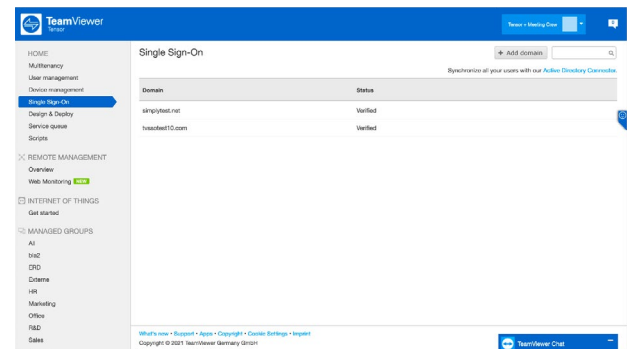 TeamViewer
Tensor
Tensor + Meeting Crew
HOME
Multitenancy
User management
Device management
Single Sign-On
Design & Deploy
Service queue
Scripts
REMOTE MANAGEMENT
Overview
Web Monitoring NEW
INTERNET OF THINGS
Get started
MANAGED GROUPS
AI
ble2
ERD
Externe
HR
Marketing
Office
R&D
Sales
Single Sign-On
+ Add domain
Synchronize all your users with our Active Directory Connector.
Domain Status
simplytest.net Verified
tvssotest10.com Verified
What's new • Support • Apps • Copyright • Cookie Settings • Imprint
Copyright © 2021 TeamViewer Germany GmbH
TeamViewer Chat